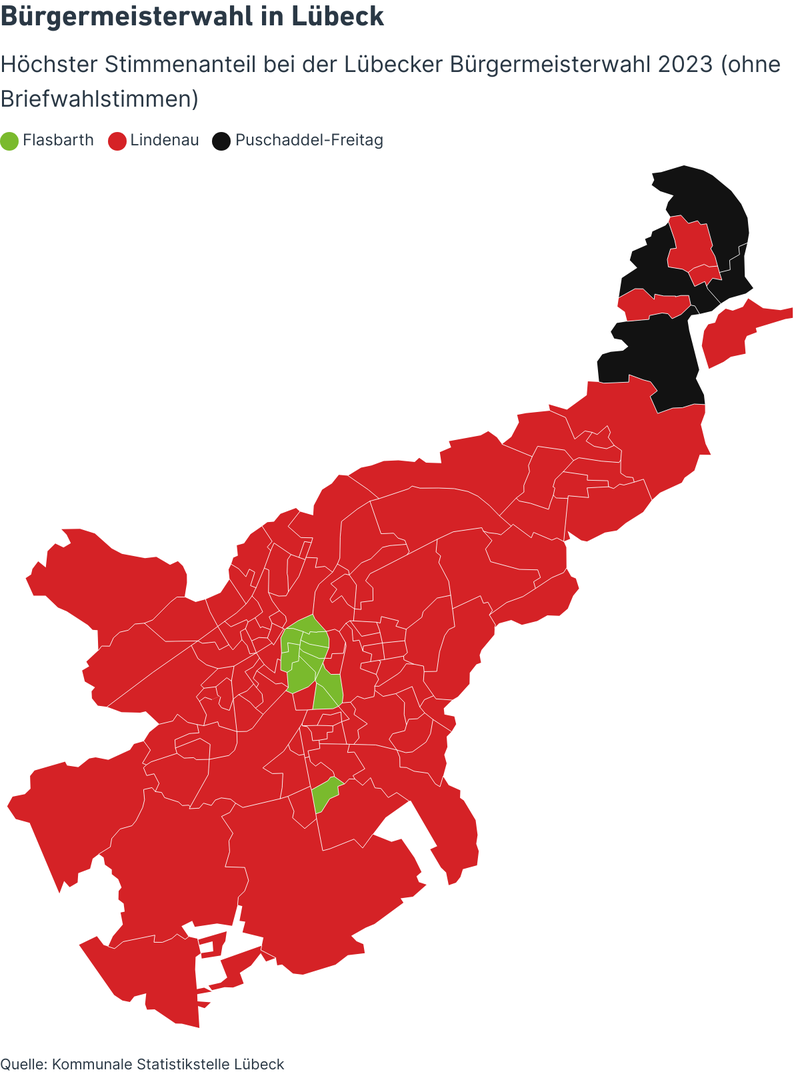 Bürgermeisterwahl in Lübeck
Höchster Stimmenanteil bei der Lübecker Bürgermeisterwahl 2023 (ohne
Briefwahlstimmen)
Flasbarth Lindenau Puschaddel-Freitag
Quelle: Kommunale Statistikstelle Lübeck